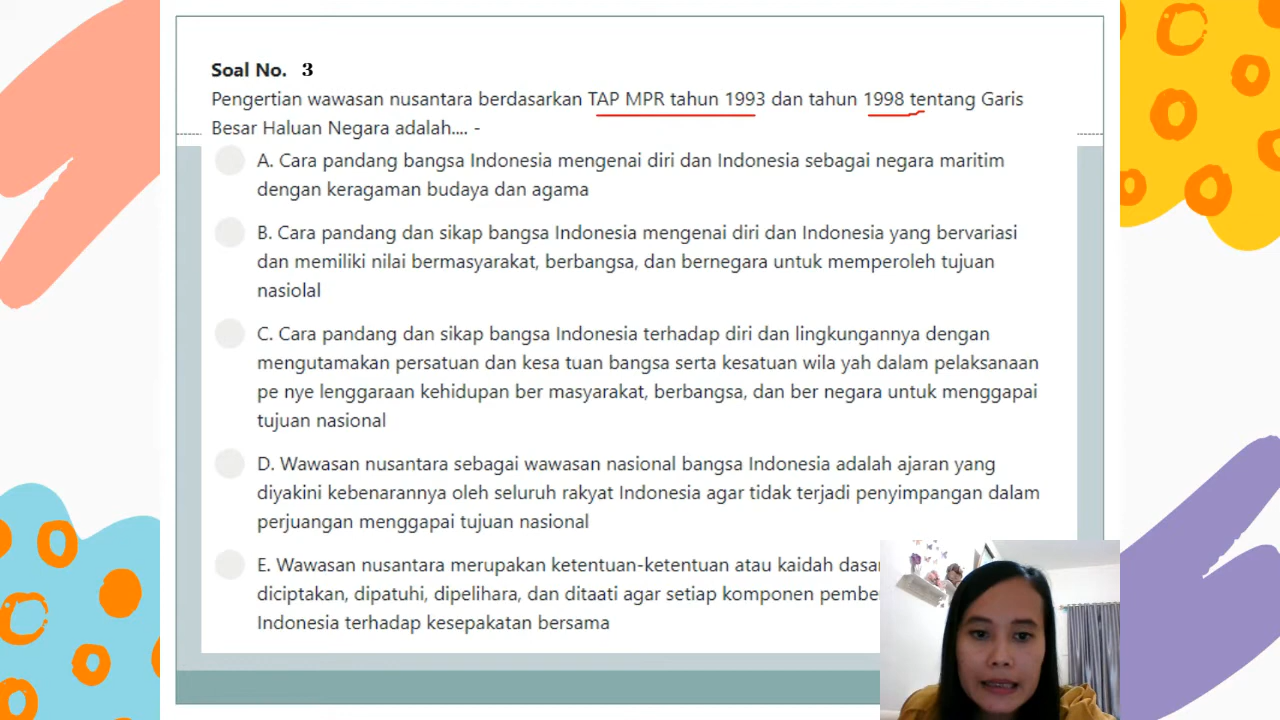 Soal No. 3
Pengertian wawasan nusantara berdasarkan TAP MPR tahun 1993 dan tahun 1998 tentang Garis
Besar Haluan Negara adalah.... -
A. Cara pandang bangsa Indonesia mengenai diri dan Indonesia sebagai negara maritim
dengan keragaman budaya dan agama
B. Cara pandang dan sikap bangsa Indonesia mengenai diri dan Indonesia yang bervariasi
dan memiliki nilai bermasyarakat, berbangsa, dan bernegara untuk memperoleh tujuan
nasiolal
C. Cara pandang dan sikap bangsa Indonesia terhadap diri dan lingkungannya dengan
mengutamakan persatuan dan kesa tuan bangsa serta kesatuan wila yah dalam pelaksanaan
pe nye lenggaraan kehidupan ber masyarakat, berbangsa, dan ber negara untuk menggapai
tujuan nasional
D. Wawasan nusantara sebagai wawasan nasional bangsa Indonesia adalah ajaran yang
diyakini kebenarannya oleh seluruh rakyat Indonesia agar tidak terjadi penyimpangan dalam
perjuangan menggapai tujuan nasional
E. Wawasan nusantara merupakan ketentuan-ketentuan atau kaidah dasar
diciptakan, dipatuhi, dipelihara, dan ditaati agar setiap komponen
Indonesia terhadap kesepakatan bersama